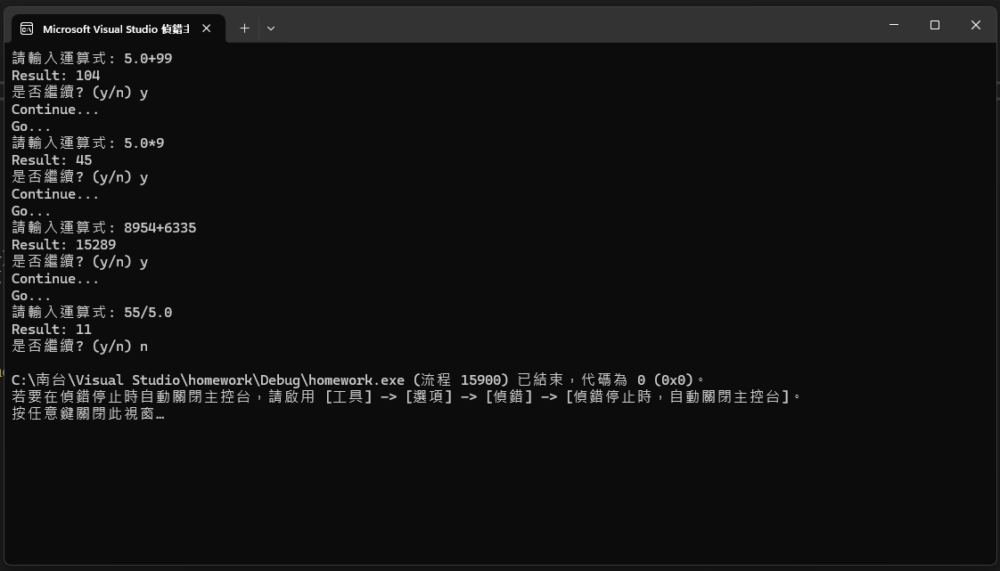 Microsoft Visual Studio 偵錯主
請輸入運算式: 5.0+99
Result: 104
是否繼續? (y/n) y
Continue...
Go...
請輸入運算式: 5.0*9
Result: 45
是否繼續? (y/n) y
Continue...
Go...
請輸入運算式: 8954+6335
Result: 15289
是否繼續? (y/n) y
Continue...
Go...
請輸入運算式: 55/5.0
Result: 11
是否繼續? (y/n) n
C:\南台\Visual Studio\homework\Debug\homework.exe (流程 15900) 已結束，代碼為 0 (0x0)。
若要在偵錯停止時自動關閉主控台，請啟用 [工具] -> [選項] -> [偵錯] -> [偵錯停止時，自動關閉主控台]。
按任意鍵關閉此視窗…